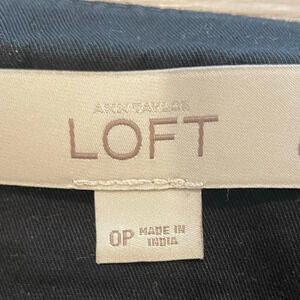 ANN TAYLOR
LOFT
0P MADE IN
INDIA